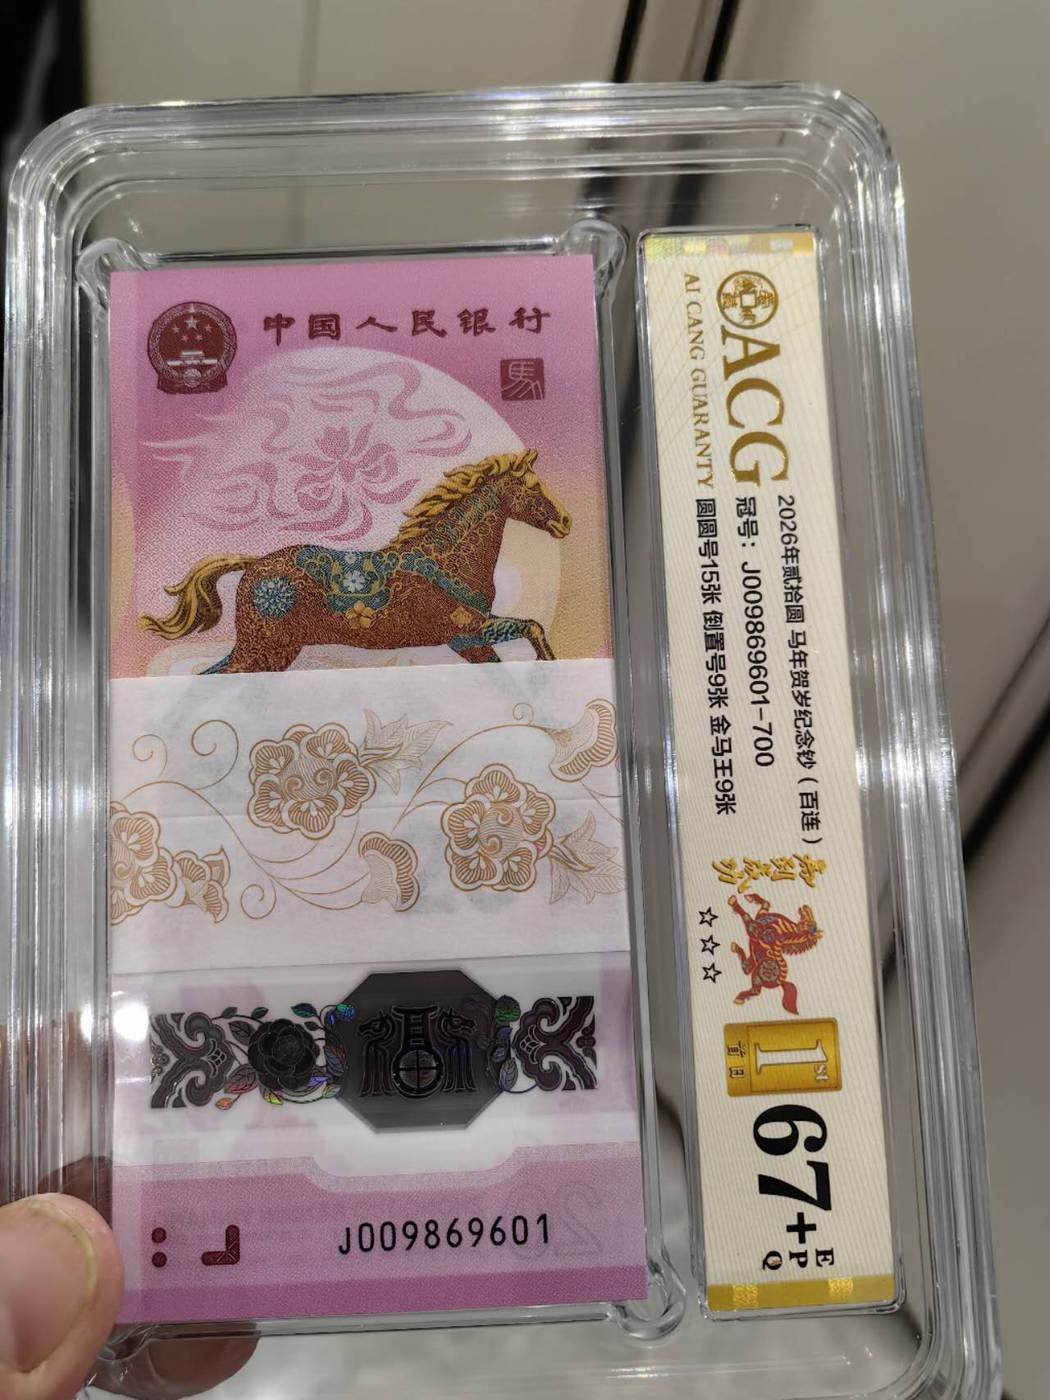 中国人民银行
馬
J009869601
20
ACG
AI CANG GUARANTY
2026年贰拾圆 马年贺岁纪念钞(百连)
冠号: J009869601-700
圆圆号15张 倒置号9张 金马王9张
☆☆☆
1ST
首日
67+
EPQ